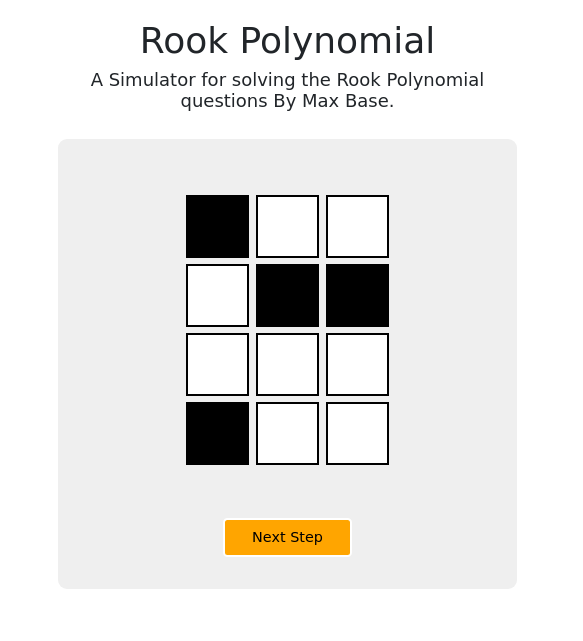 Rook Polynomial
A Simulator for solving the Rook Polynomial
questions By Max Base.
Next Step